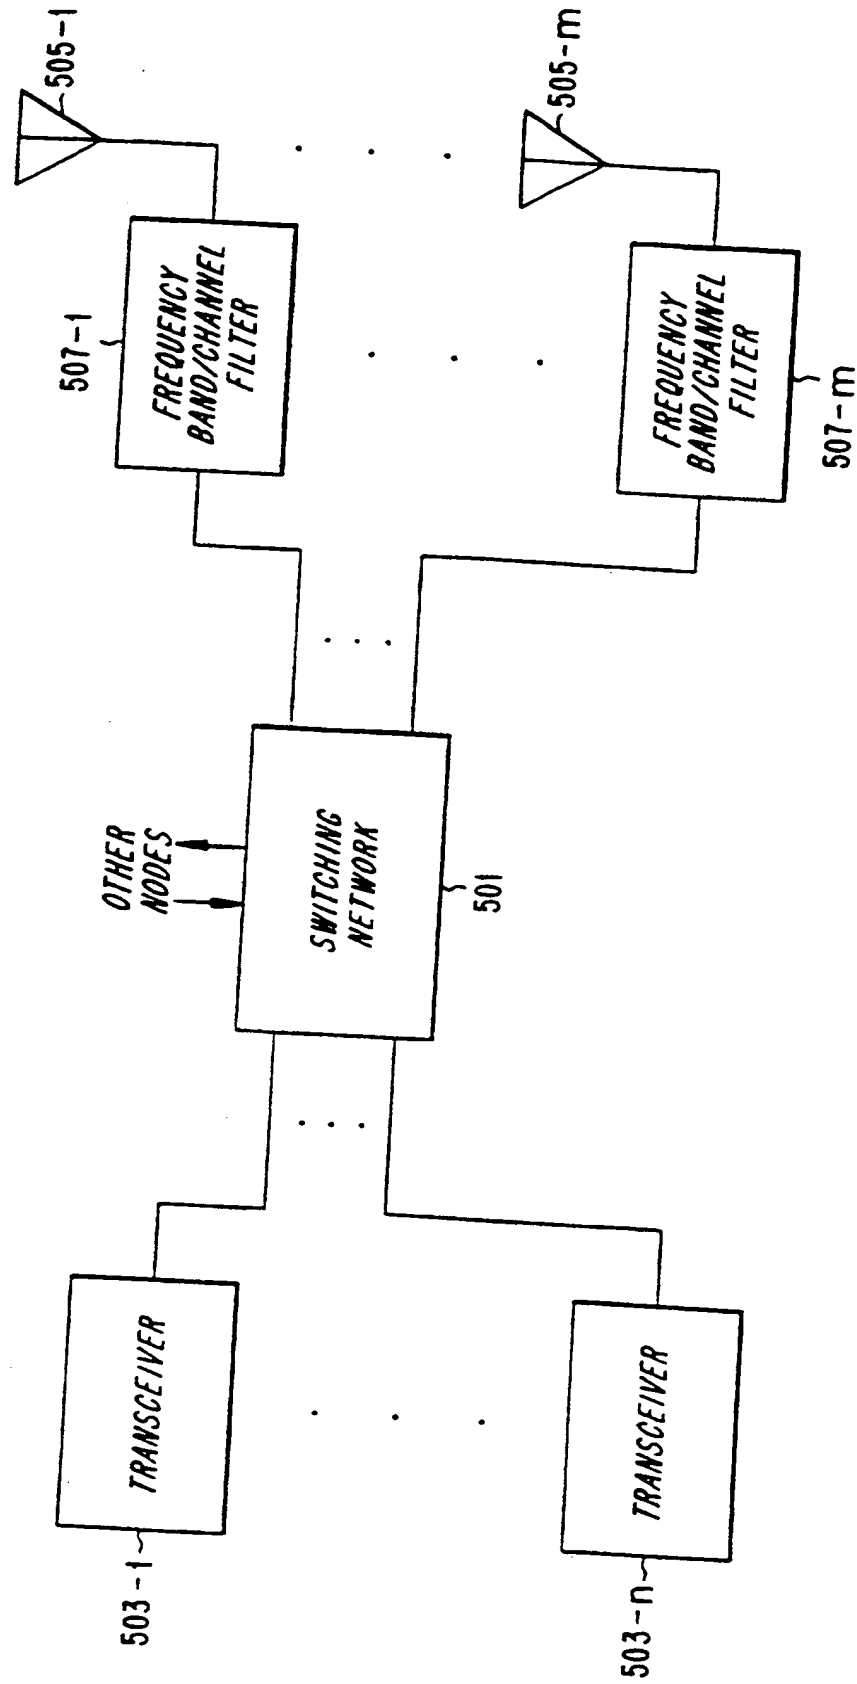 505-1
507-1
FREQUENCY
BAND/CHANNEL
FILTER
505-m
FREQUENCY
BAND/CHANNEL
FILTER
507-m
OTHER
NODES
SWITCHING
NETWORK
501
TRANSCEIVER
503-1
TRANSCEIVER
503-n